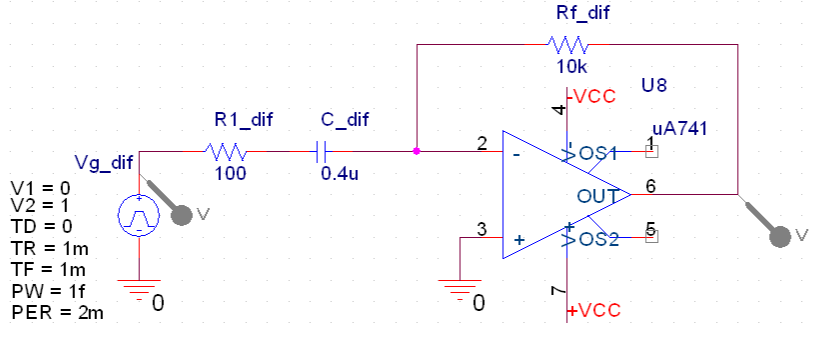 Rf_dif
10k
U8
-VCC
4
R1_dif
C_dif
uA741
1
2
-
V-
OS1
100
0.4u
Vg_dif
OUT
6
V1 = 0
V2 = 1
TD = 0
TR = 1m
TF = 1m
PW = 1f
PER = 2m
+
-
V
3
+
V+
OS2
5
V
0
0
7
+VCC